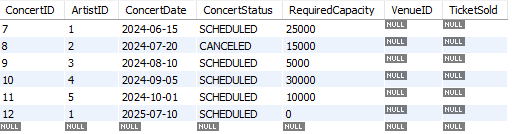 ConcertID ArtistID ConcertDate ConcertStatus RequiredCapacity VenueID TicketSold
7 1 2024-06-15 SCHEDULED 25000 NULL NULL
8 2 2024-07-20 CANCELED 15000 NULL NULL
9 3 2024-08-10 SCHEDULED 5000 NULL NULL
10 4 2024-09-05 SCHEDULED 30000 NULL NULL
11 5 2024-10-01 SCHEDULED 10000 NULL NULL
12 1 2025-07-10 SCHEDULED 0 NULL NULL
NULL NULL NULL NULL NULL NULL NULL